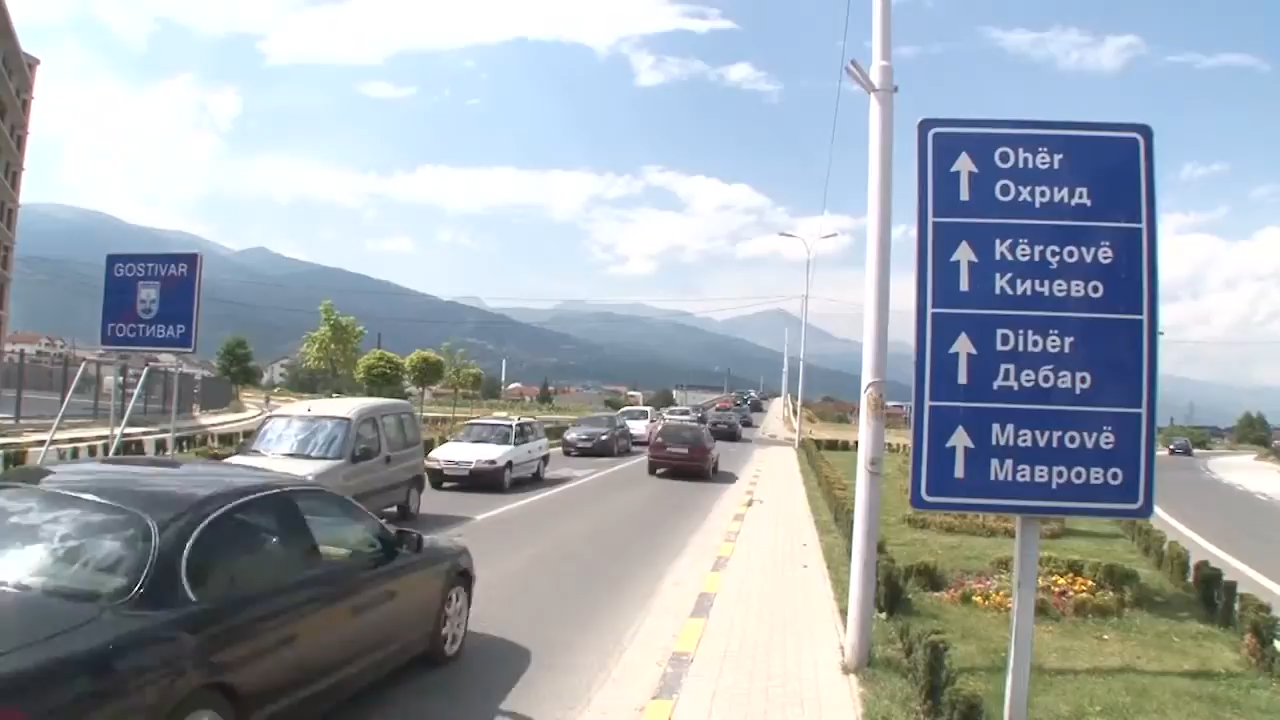 GOSTIVAR
ГОСТИВАР
Ohër
Охрид
Kërçovë
Кичево
Dibër
Дебар
Mavrovë
Маврово